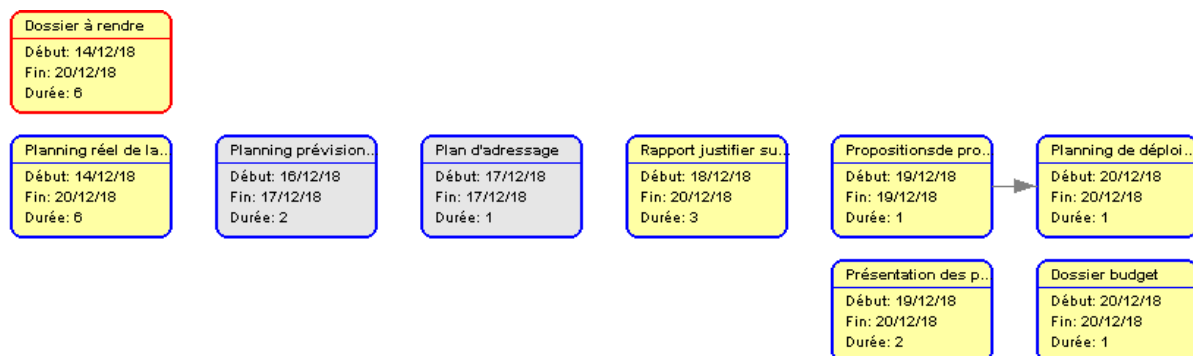 Dossier à rendre
Début: 14/12/18
Fin: 20/12/18
Durée: 6
Planning réel de la...
Début: 14/12/18
Fin: 20/12/18
Durée: 6
Planning prévision...
Début: 16/12/18
Fin: 17/12/18
Durée: 2
Plan d'adressage
Début: 17/12/18
Fin: 17/12/18
Durée: 1
Rapport justifier su...
Début: 18/12/18
Fin: 20/12/18
Durée: 3
Propositionsde pro...
Début: 19/12/18
Fin: 19/12/18
Durée: 1
Planning de déploi...
Début: 20/12/18
Fin: 20/12/18
Durée: 1
Présentation des p...
Début: 19/12/18
Fin: 20/12/18
Durée: 2
Dossier budget
Début: 20/12/18
Fin: 20/12/18
Durée: 1